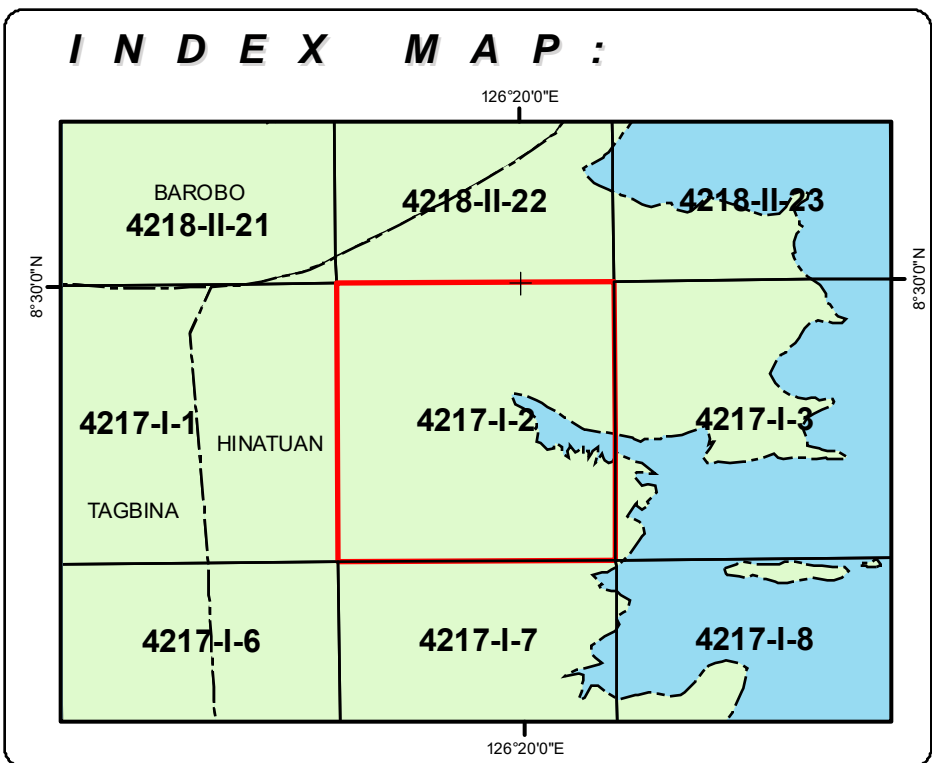 INDEX MAP:
126°20'0"E
BAROBO
4218-II-21
4218-II-22
4218-II-23
8°30'0"N
8°30'0"N
4217-I-1
HINATUAN
TAGBINA
4217-I-2
4217-I-3
4217-I-6
4217-I-7
4217-I-8
126°20'0"E